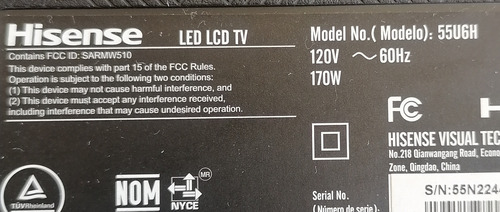 Hisense
LED LCD TV
Model No.( Modelo): 55U6H
120V ～ 60Hz
170W
Contains FCC ID: SARMW510
This device complies with part 15 of the FCC Rules.
Operation is subject to the following two conditions:
(1) This device may not cause harmful interference, and
(2) This device must accept any interference received,
including interference that may cause undesired operation.
FC
HISENSE VISUAL TEC
No.218 Qianwangang Road, Econo
Zone, Qingdao, China
TÜVRheinland
NOM
MR
NYCE
Serial No.
(Número de serie):
S/N:55N224